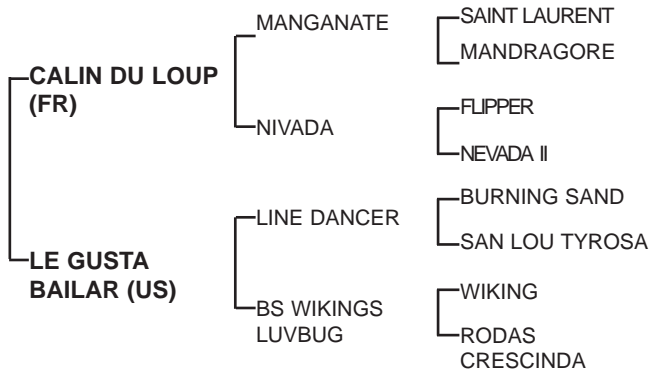 SAINT LAURENT
MANGANATE
MANDRAGORE
CALIN DU LOUP
(FR)
FLIPPER
NIVADA
NEVADA II
BURNING SAND
LINE DANCER
SAN LOU TYROSA
LE GUSTA
BAILAR (US)
WIKING
BS WIKINGS
LUVBUG
RODAS
CRESCINDA